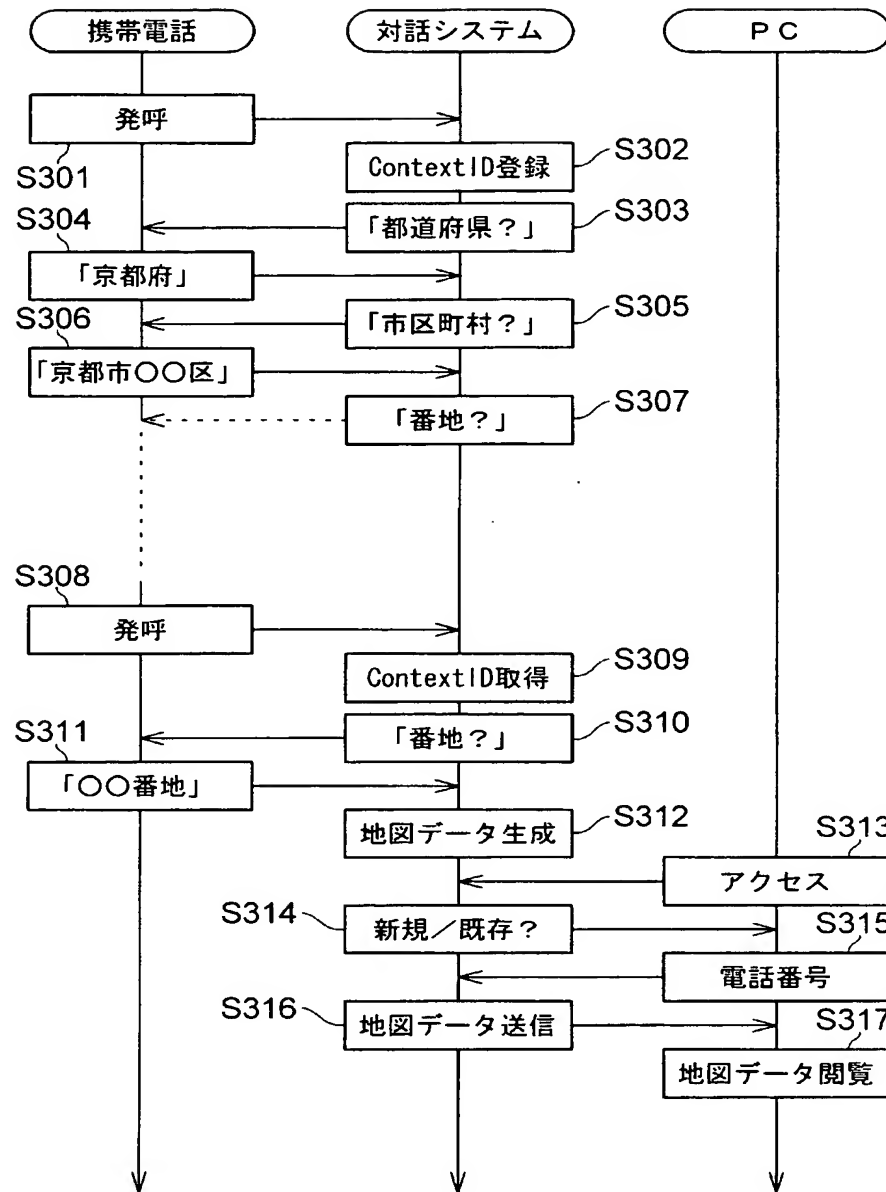 携帯電話
対話システム
PC
発呼
S301
ContextID登録
S302
「都道府県?」
S303
S304
「京都府」
「市区町村?」
S305
S306
「京都市〇〇区」
「番地?」
S307
S308
発呼
ContextID取得
S309
「番地?」
S310
S311
「〇〇番地」
地図データ生成
S312
S313
アクセス
S314
新規/既存?
S315
電話番号
S316
地図データ送信
S317
地図データ閲覧